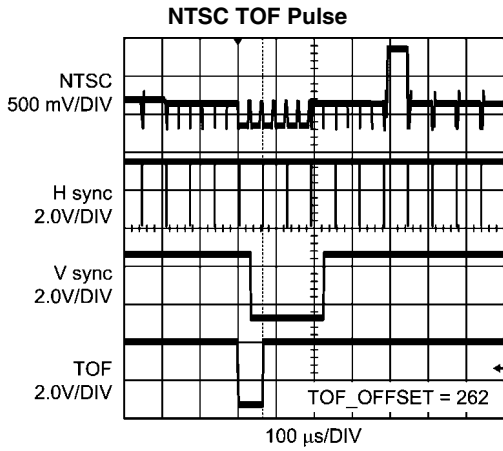 NTSC TOF Pulse
NTSC
500 mV/DIV
H sync
2.0V/DIV
V sync
2.0V/DIV
TOF
2.0V/DIV
TOF_OFFSET = 262
100 µs/DIV